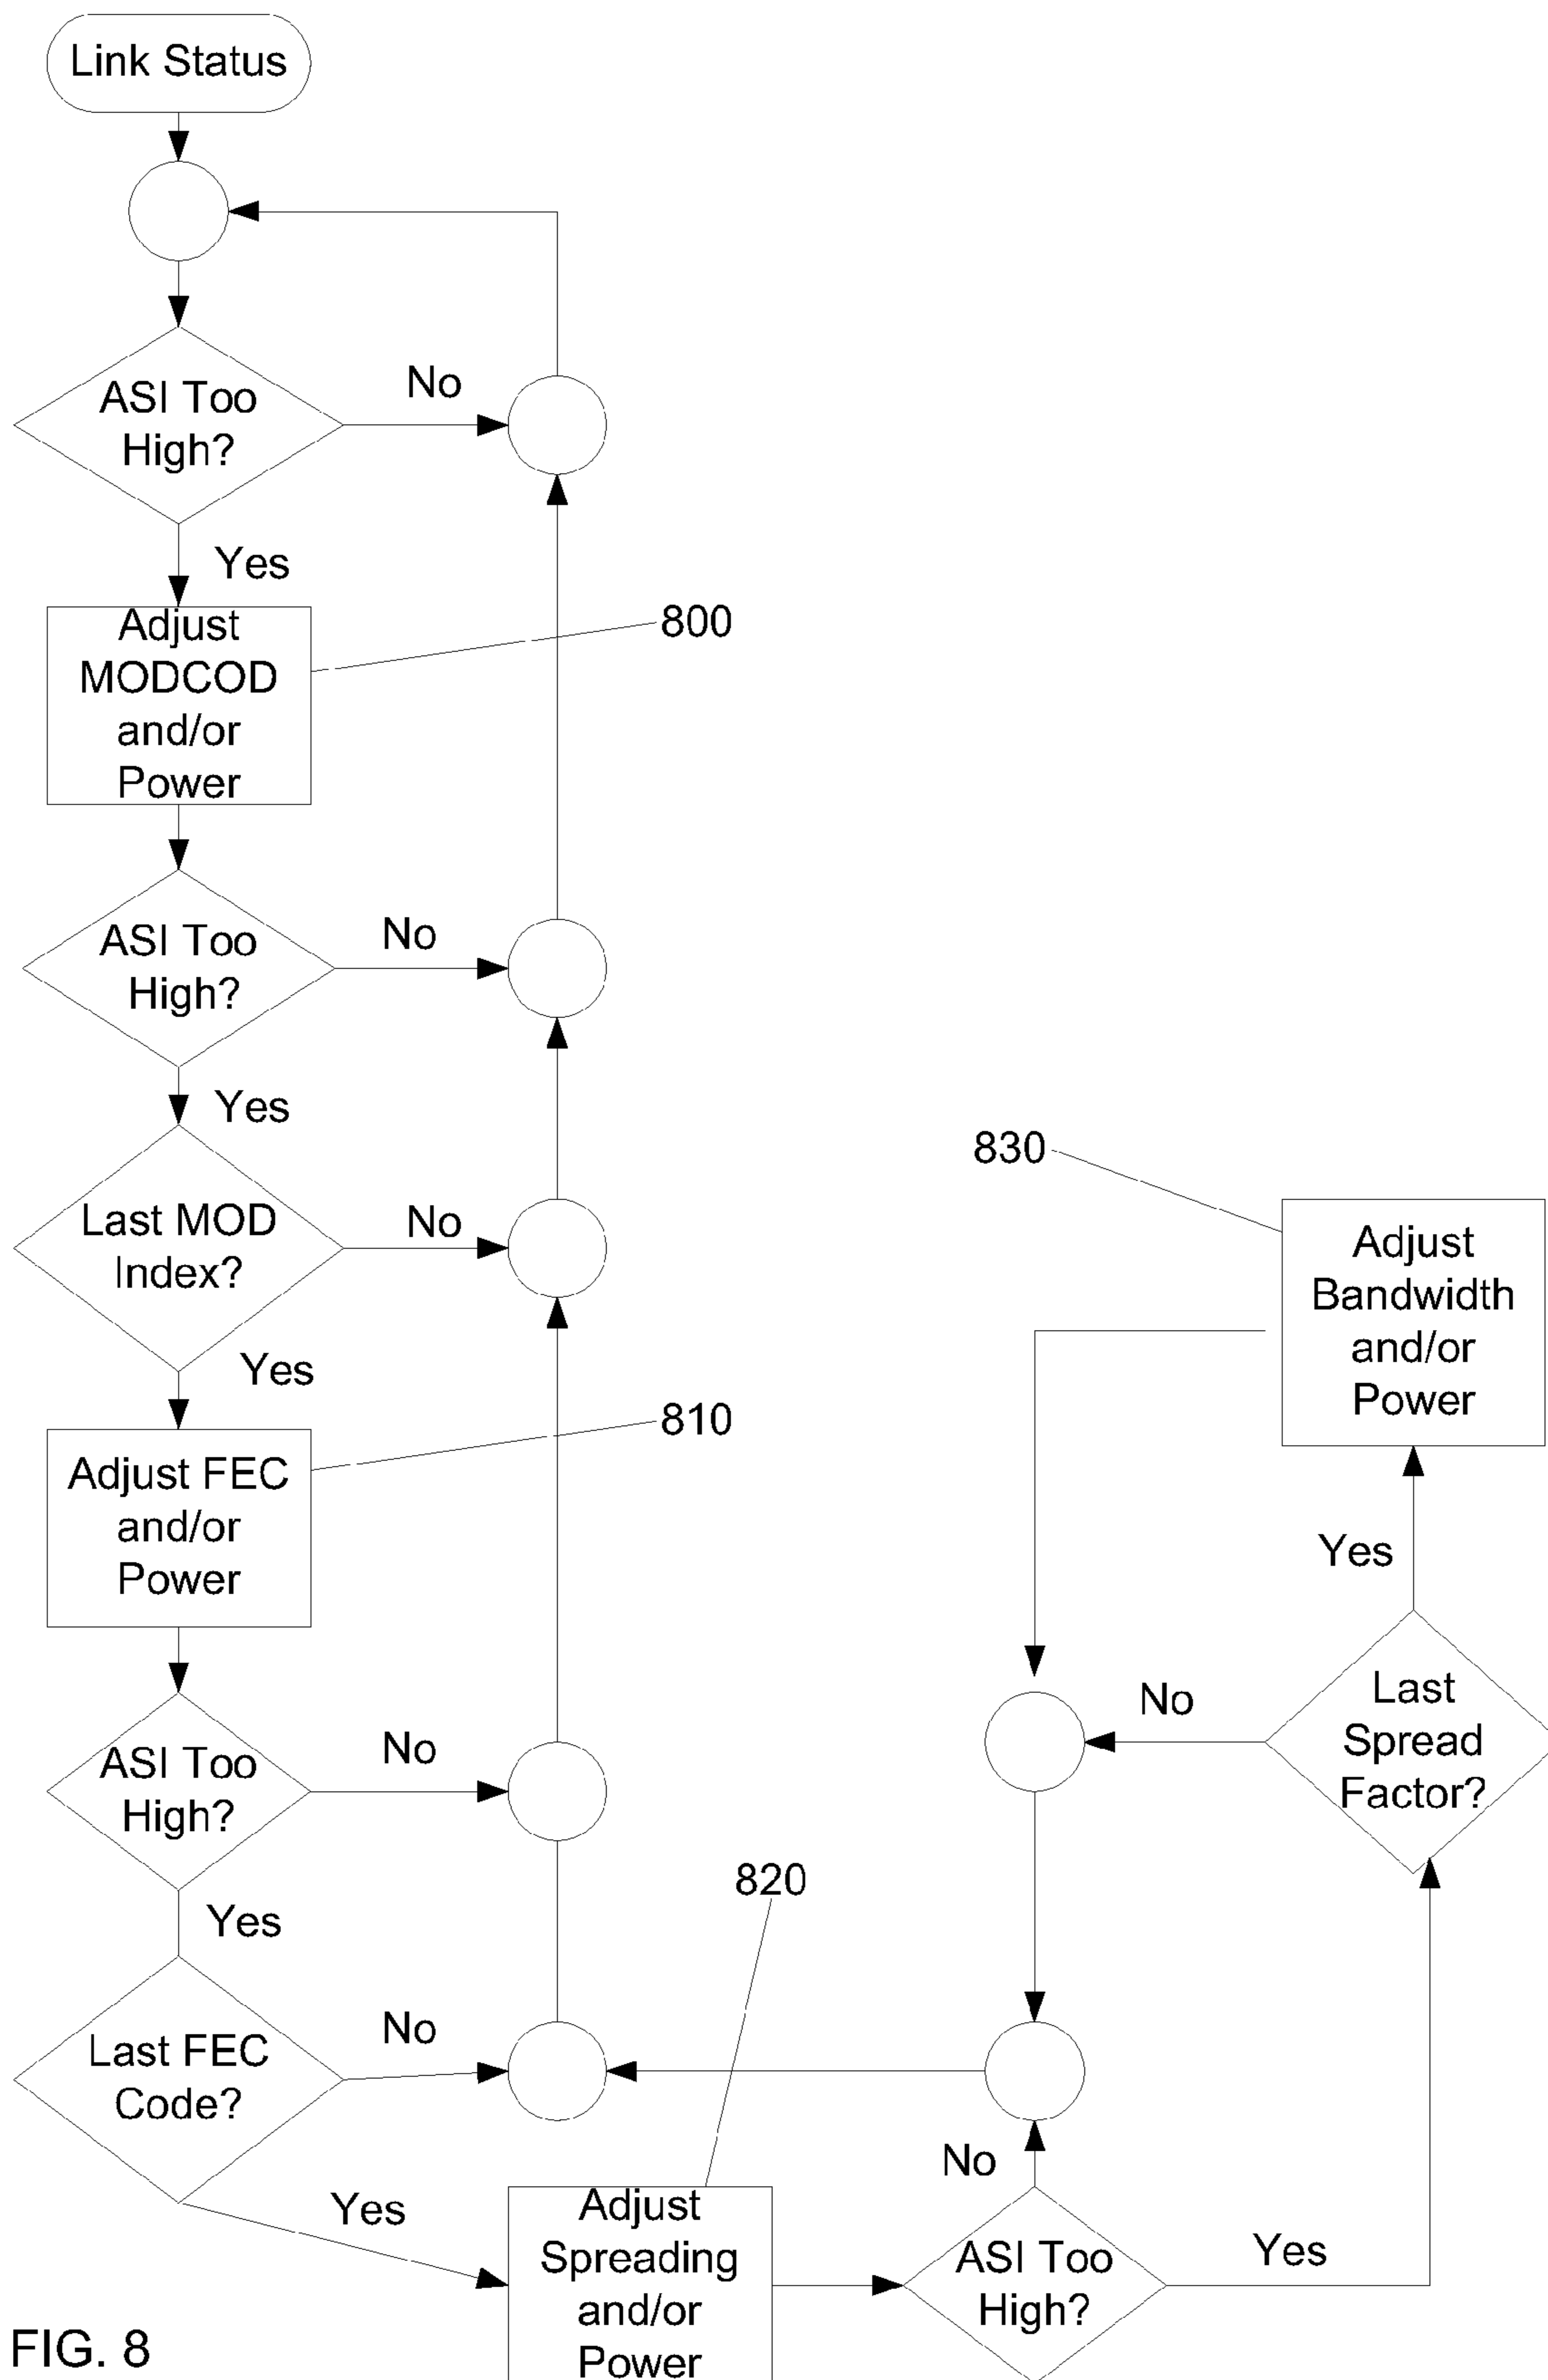 Link Status
ASI Too
High?
No
Yes
Adjust
MODCOD
and/or
Power
800
ASI Too
High?
No
Yes
Last MOD
Index?
No
Yes
Adjust FEC
and/or
Power
810
ASI Too
High?
No
Yes
Last FEC
Code?
No
Yes
Adjust
Spreading
and/or
Power
820
ASI Too
High?
No
Yes
Last
Spread
Factor?
No
Yes
Adjust
Bandwidth
and/or
Power
830
FIG. 8